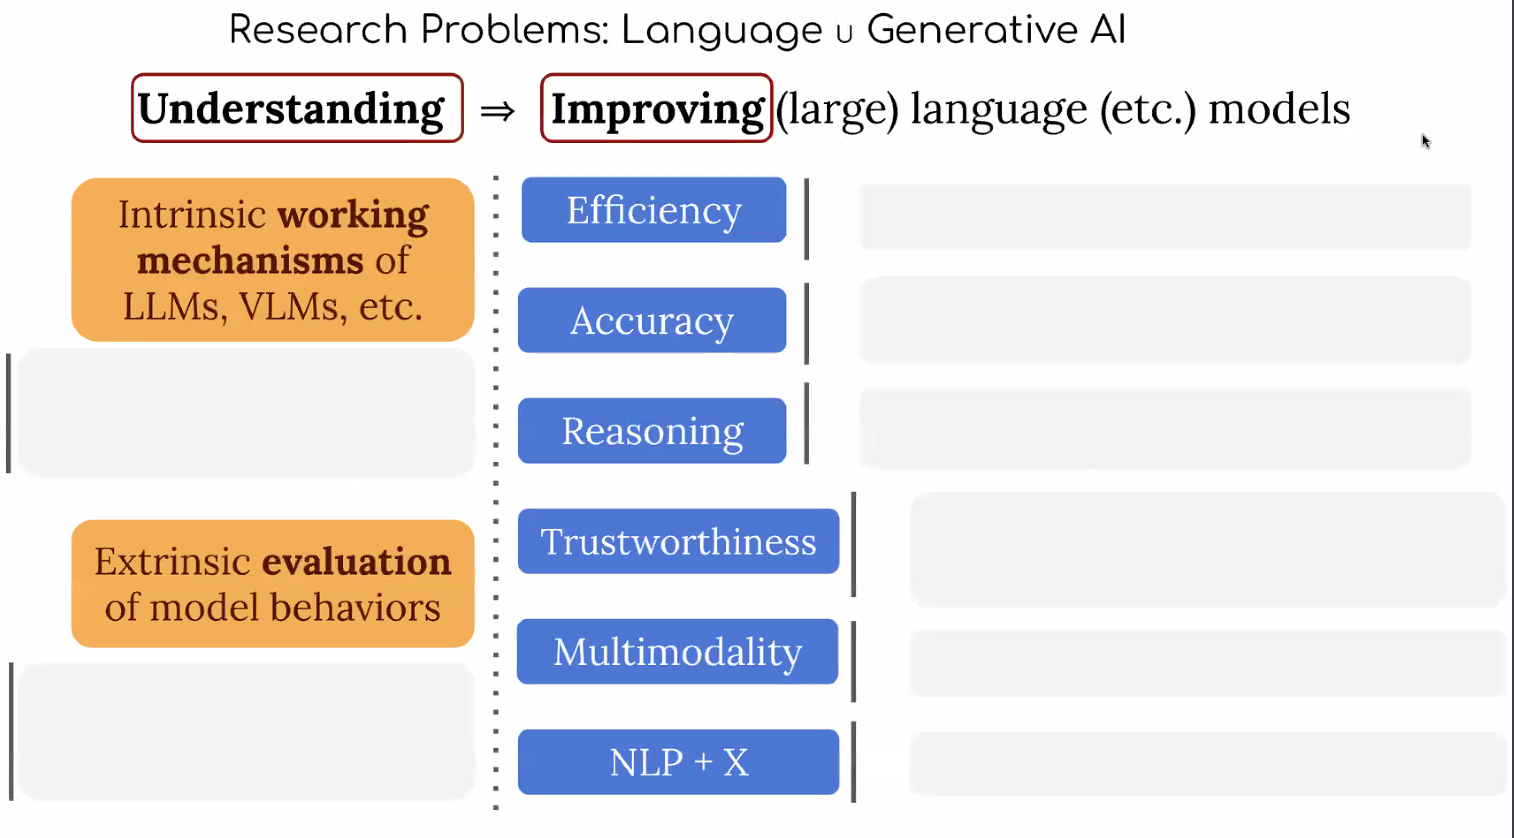 Research Problems: Language ∪ Generative AI
Understanding ⇒ Improving (large) language (etc.) models
Intrinsic working
mechanisms of
LLMs, VLMs, etc.
Extrinsic evaluation
of model behaviors
Efficiency
Accuracy
Reasoning
Trustworthiness
Multimodality
NLP + X